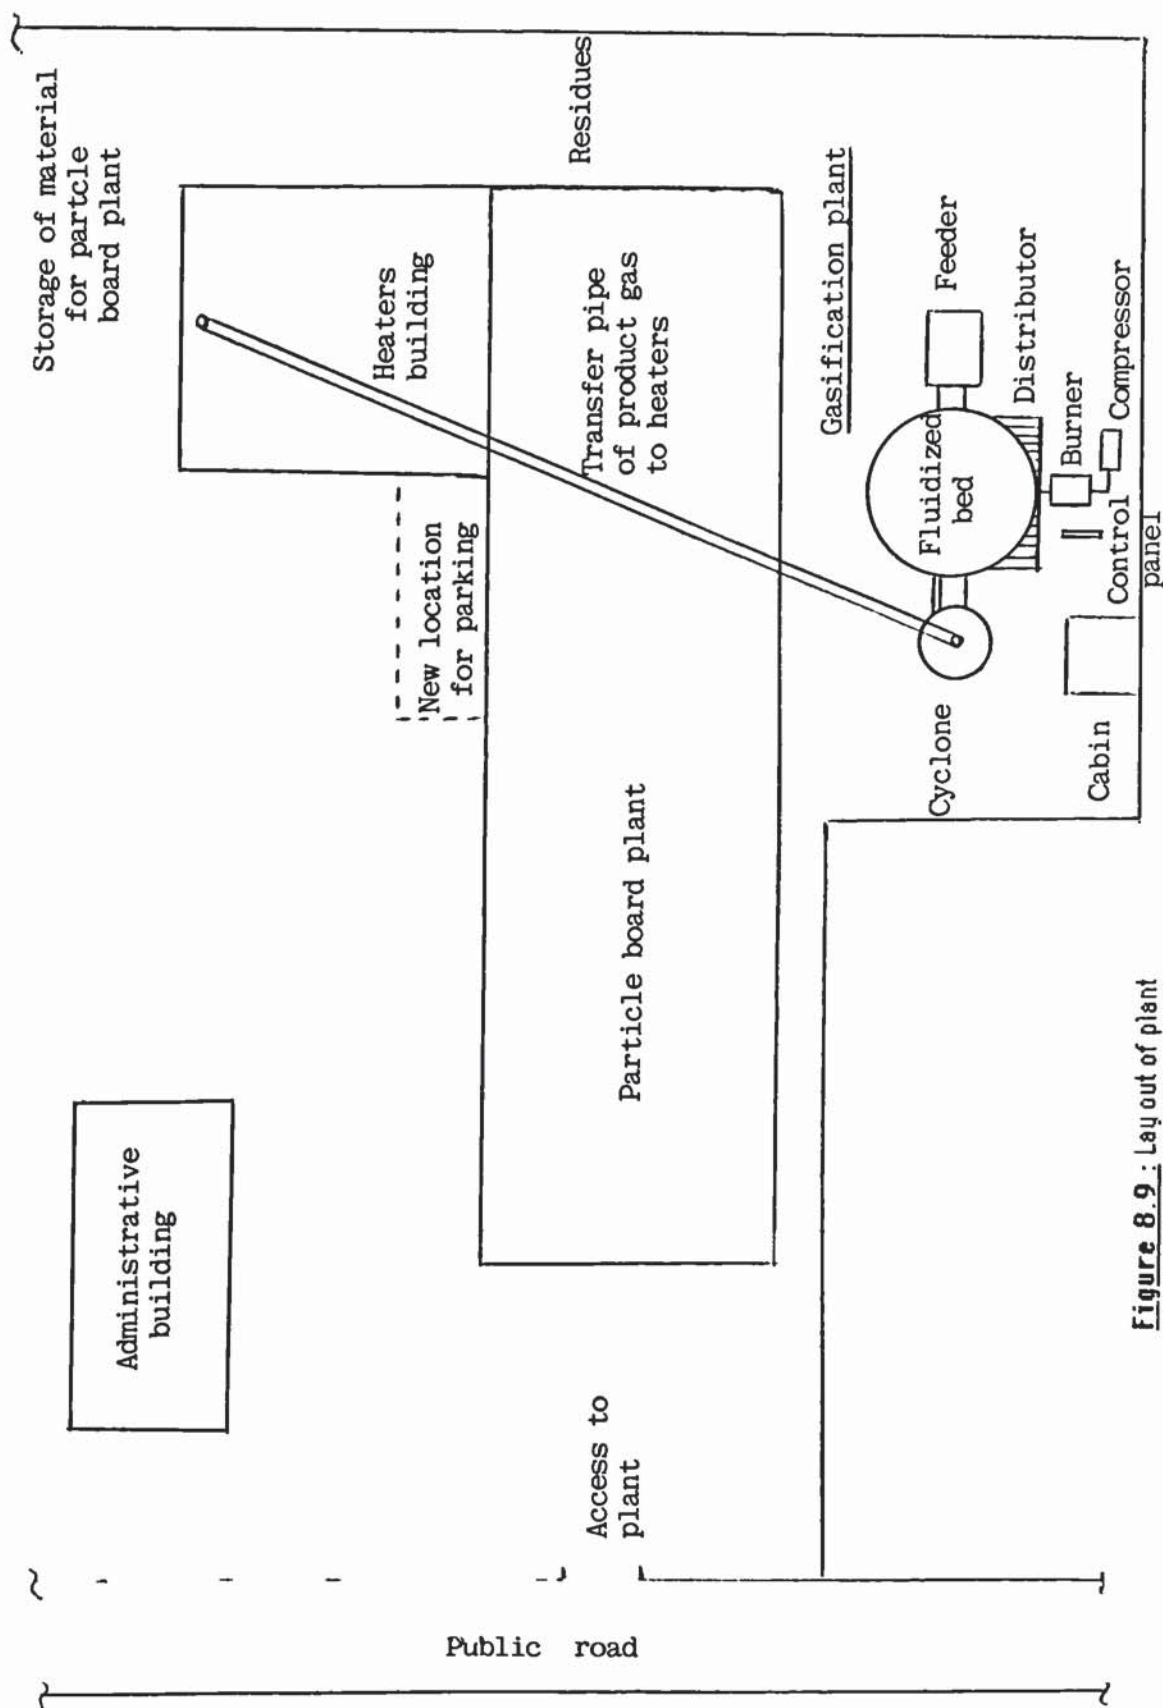 Storage of material
for partcle
board plant
Administrative
building
Heaters
building
New location
for parking
Residues
Transfer pipe
of product gas
to heaters
Particle board plant
Access to
plant
Public road
Gasification plant
Feeder
Fluidized
bed
Distributor
Cyclone
Burner
Compressor
Control
panel
Cabin
Figure 8.9 : Lay out of plant